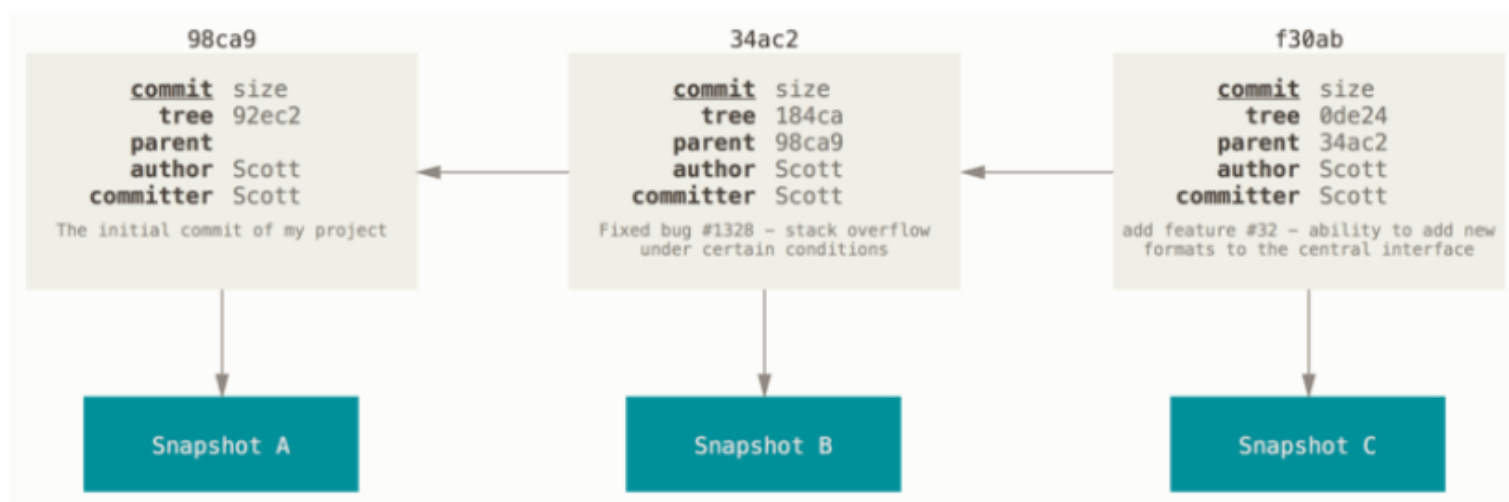 98ca9
commit size
tree 92ec2
parent
author Scott
committer Scott
The initial commit of my project
34ac2
commit size
tree 184ca
parent 98ca9
author Scott
committer Scott
Fixed bug #1328 – stack overflow
under certain conditions
f30ab
commit size
tree 0de24
parent 34ac2
author Scott
committer Scott
add feature #32 – ability to add new
formats to the central interface
Snapshot A
Snapshot B
Snapshot C